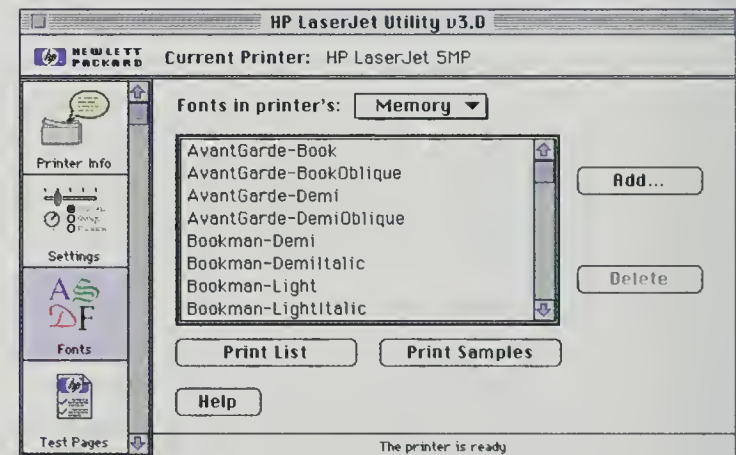 HP LaserJet Utility v3.0
hp HEWLETT
PACKARD
Current Printer: HP LaserJet 5MP
Printer Info
Settings
Fonts
Test Pages
Fonts in printer's: Memory
AvantGarde-Book
AvantGarde-BookOblique
AvantGarde-Demi
AvantGarde-DemiOblique
Bookman-Demi
Bookman-DemiItalic
Bookman-Light
Bookman-LightItalic
Add...
Delete
Print List
Print Samples
Help
The printer is ready